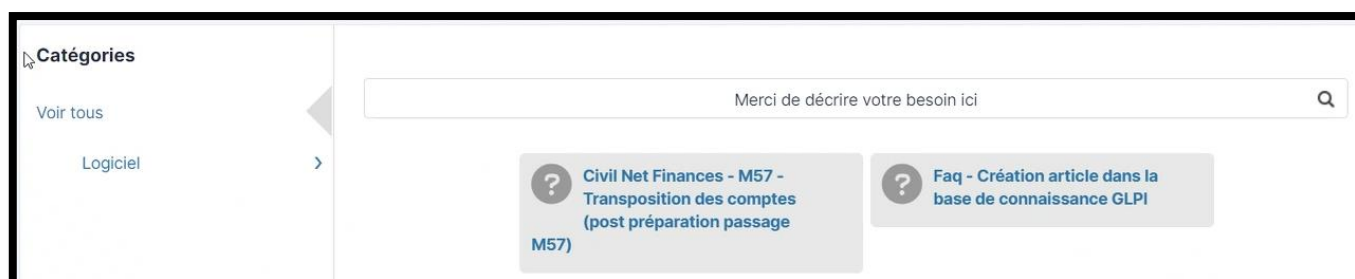 Catégories
Voir tous
Logiciel
Merci de décrire votre besoin ici
Civil Net Finances - M57 -
Transposition des comptes
(post préparation passage
M57)
Faq - Création article dans la
base de connaissance GLPI